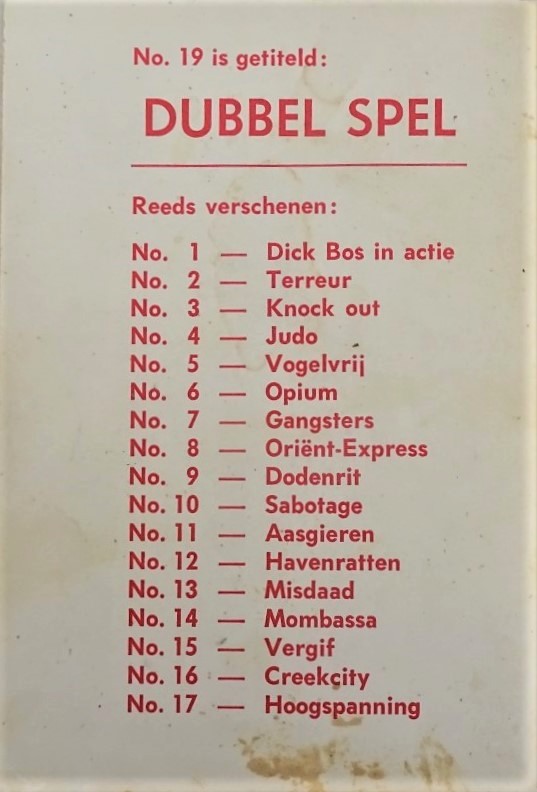 No. 19 is getiteld:
DUBBEL SPEL
Reeds verschenen:
No. 1 — Dick Bos in actie
No. 2 — Terreur
No. 3 — Knock out
No. 4 — Judo
No. 5 — Vogelvrij
No. 6 — Opium
No. 7 — Gangsters
No. 8 — Oriënt-Express
No. 9 — Dodenrit
No. 10 — Sabotage
No. 11 — Aasgieren
No. 12 — Havenratten
No. 13 — Misdaad
No. 14 — Mombassa
No. 15 — Vergif
No. 16 — Creekcity
No. 17 — Hoogspanning